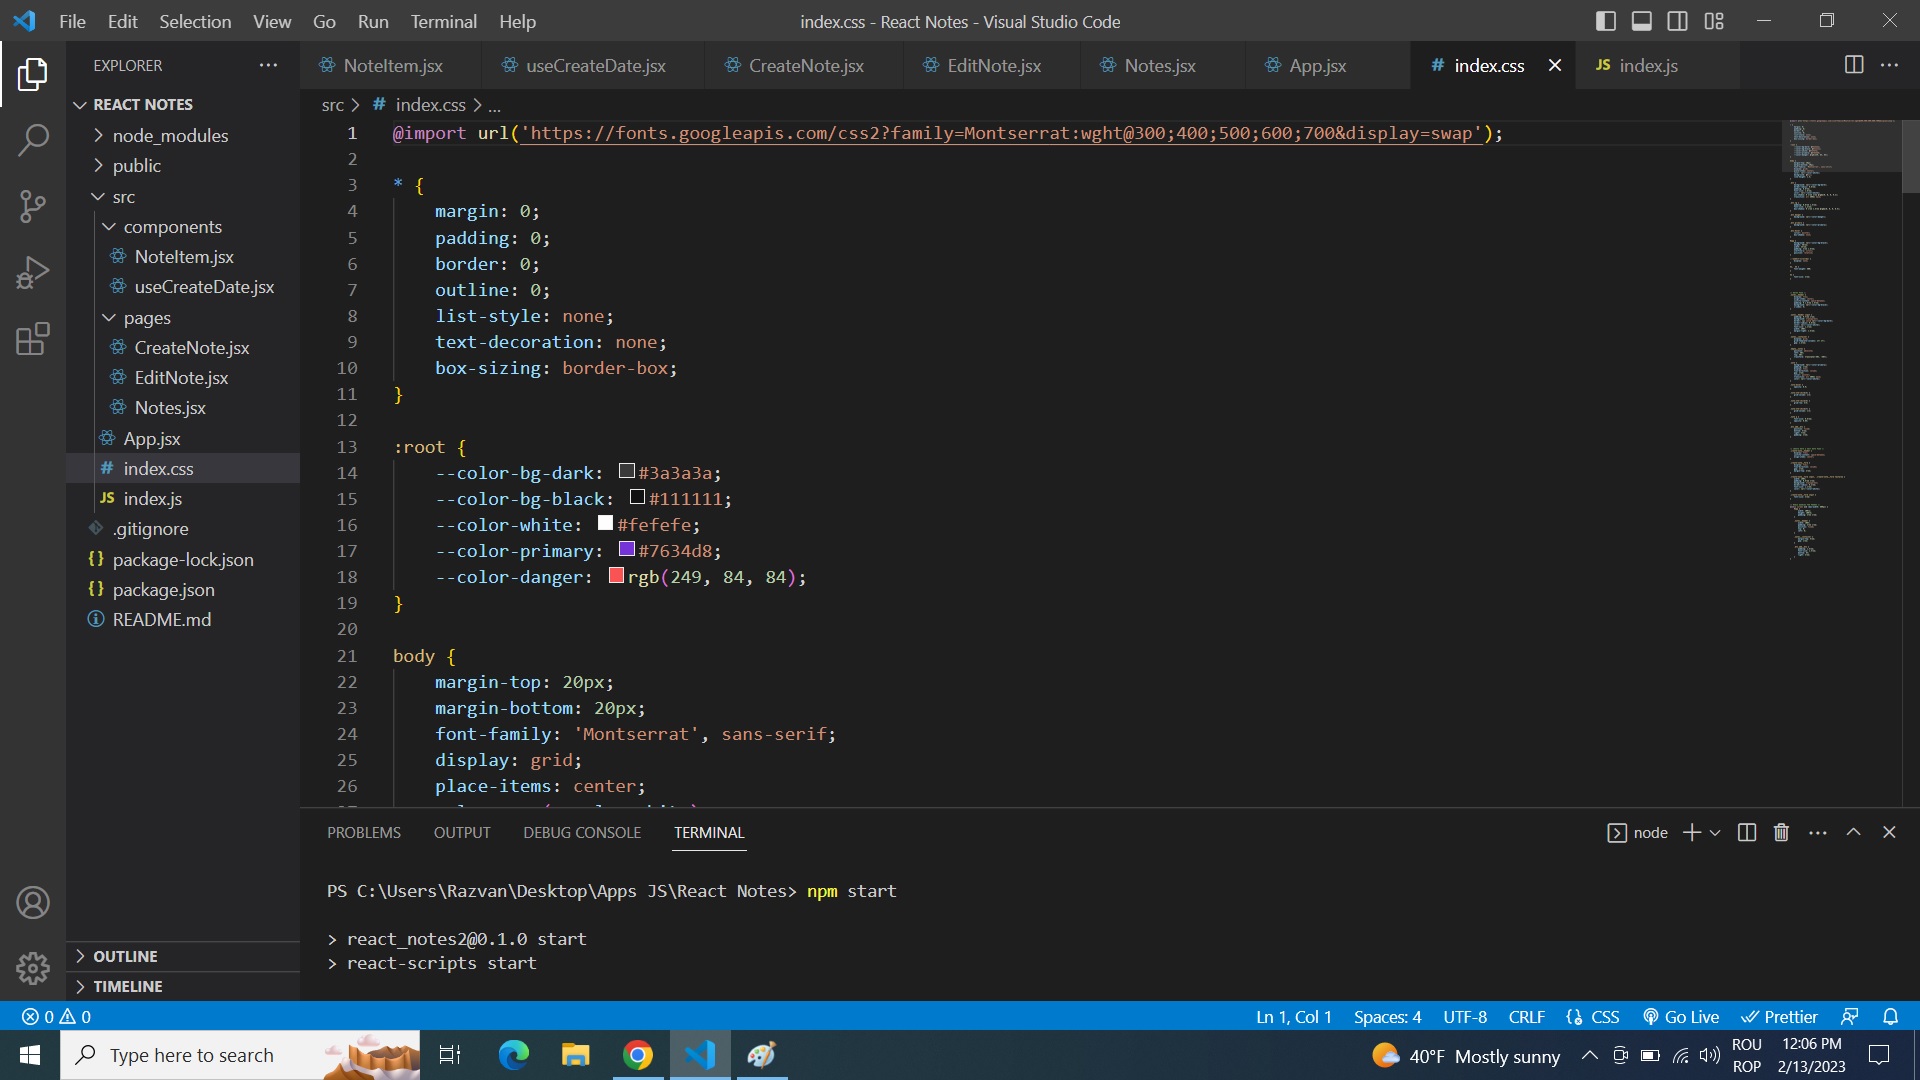 File Edit Selection View Go Run Terminal Help
index.css - React Notes - Visual Studio Code
EXPLORER
REACT NOTES
node_modules
public
src
components
NoteItem.jsx
useCreateDate.jsx
pages
CreateNote.jsx
EditNote.jsx
Notes.jsx
App.jsx
# index.css
JS index.js
.gitignore
{} package-lock.json
{} package.json
README.md
OUTLINE
TIMELINE
NoteItem.jsx useCreateDate.jsx CreateNote.jsx EditNote.jsx Notes.jsx App.jsx # index.css JS index.js
src > # index.css > ...
1 @import url('https://fonts.googleapis.com/css2?family=Montserrat:wght@300;400;500;600;700&display=swap');
2
3 * {
4 margin: 0;
5 padding: 0;
6 border: 0;
7 outline: 0;
8 list-style: none;
9 text-decoration: none;
10 box-sizing: border-box;
11 }
12
13 :root {
14 --color-bg-dark: #3a3a3a;
15 --color-bg-black: #111111;
16 --color-white: #fefefe;
17 --color-primary: #7634d8;
18 --color-danger: rgb(249, 84, 84);
19 }
20
21 body {
22 margin-top: 20px;
23 margin-bottom: 20px;
24 font-family: 'Montserrat', sans-serif;
25 display: grid;
26 place-items: center;
PROBLEMS OUTPUT DEBUG CONSOLE TERMINAL
node
PS C:\Users\Razvan\Desktop\Apps JS\React Notes> npm start
> react_notes2@0.1.0 start
> react-scripts start
0 0
Ln 1, Col 1 Spaces: 4 UTF-8 CRLF CSS Go Live Prettier
Type here to search
40°F Mostly sunny
ROU
ROP
12:06 PM
2/13/2023